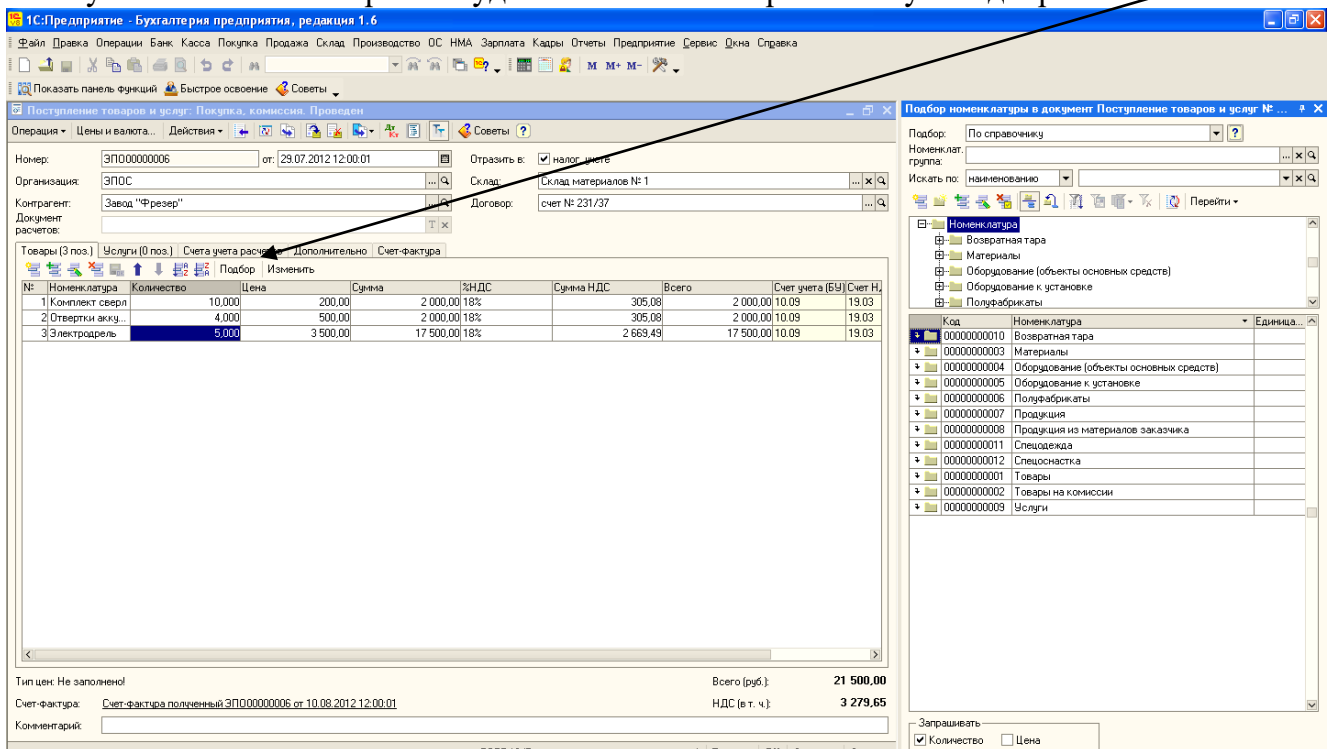 1С:Предприятие - Бухгалтерия предприятия, редакция 1.6
Файл Правка Операции Банк Касса Покупка Продажа Склад Производство ОС НМА Зарплата Кадры Отчеты Предприятие Сервис Окна Справка
M M+ M-
Показать панель функций Быстрое освоение Советы
Поступление товаров и услуг: Покупка, комиссия. Проведен
Операция Цены и валюта... Действия Советы
Номер: ЭПО00000006 от: 29.07.2012 12:00:01 Отразить в: налог. учете
Организация: ЭПОС Склад: Склад материалов № 1
Контрагент: Завод "Фрезер" Договор: счет № 231/37
Документ расчетов:
Товары (3 поз.) Услуги (0 поз.) Счета учета расчетов Дополнительно Счет-фактура
Подбор Изменить
№ Номенклатура Количество Цена Сумма %НДС Сумма НДС Всего Счет учета (БУ) Счет Н
1 Комплект сверл 10,000 200,00 2 000,00 18% 305,08 2 000,00 10.09 19.03
2 Отвертки акку... 4,000 500,00 2 000,00 18% 305,08 2 000,00 10.09 19.03
3 Электродрель 5,000 3 500,00 17 500,00 18% 2 669,49 17 500,00 10.09 19.03
Тип цен: Не заполнено! Всего (руб.): 21 500,00
Счет-фактура: Счет-фактура полученный ЭПО00000006 от 10.08.2012 12:00:01 НДС (в т. ч.): 3 279,65
Комментарий:
Подбор номенклатуры в документ Поступление товаров и услуг № ...
Подбор: По справочнику
Номенклат. группа:
Искать по: наименованию
Перейти
Номенклатура
Возвратная тара
Материалы
Оборудование (объекты основных средств)
Оборудование к установке
Полуфабрикаты
Код Номенклатура Единица...
00000000010 Возвратная тара
00000000003 Материалы
00000000004 Оборудование (объекты основных средств)
00000000005 Оборудование к установке
00000000006 Полуфабрикаты
00000000007 Продукция
00000000008 Продукция из материалов заказчика
00000000011 Спецодежда
00000000012 Спецоснастка
00000000001 Товары
00000000002 Товары на комиссии
00000000009 Услуги
Запрашивать
Количество Цена